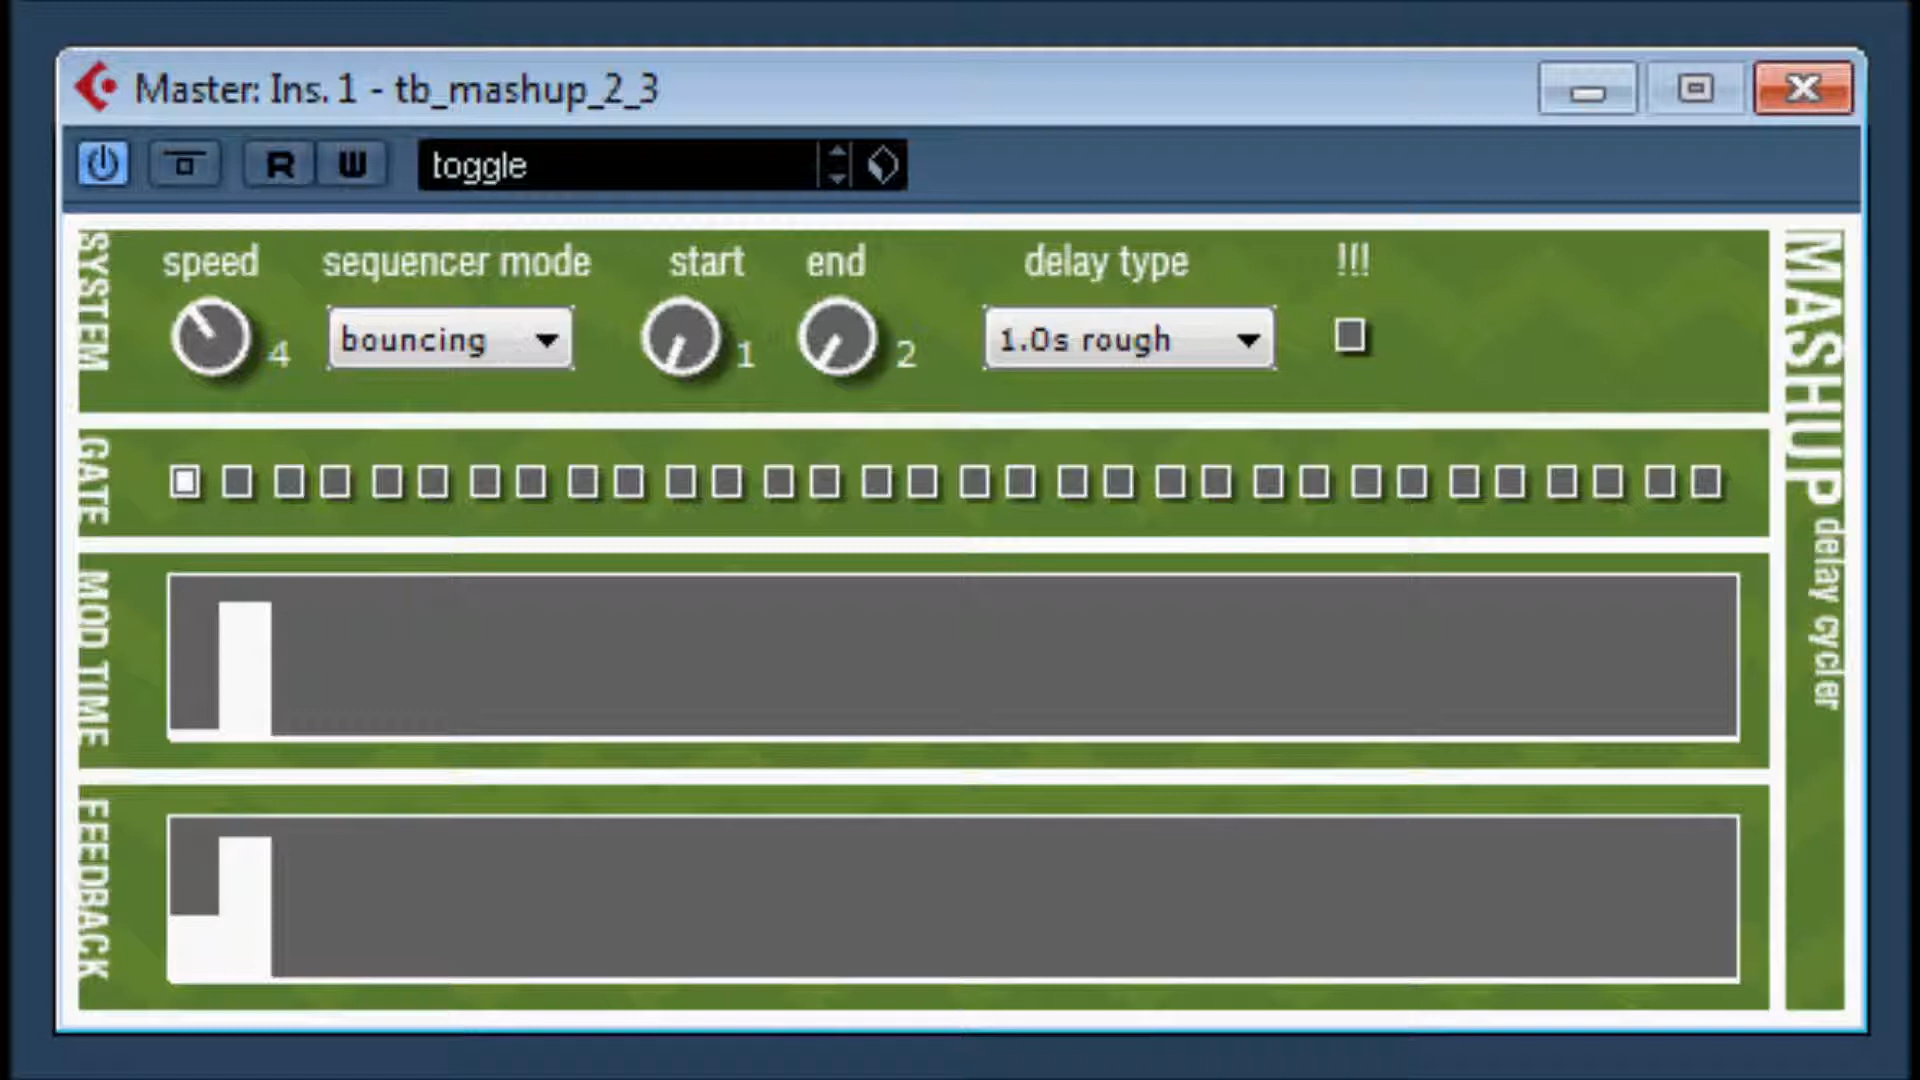 Master: Ins. 1 - tb_mashup_2_3
R W toggle
SYSTEM
speed sequencer mode start end delay type !!!
4 bouncing 1 2 1.0s rough
GATE
MOD TIME
FEEDBACK
MASHUP delay cycler